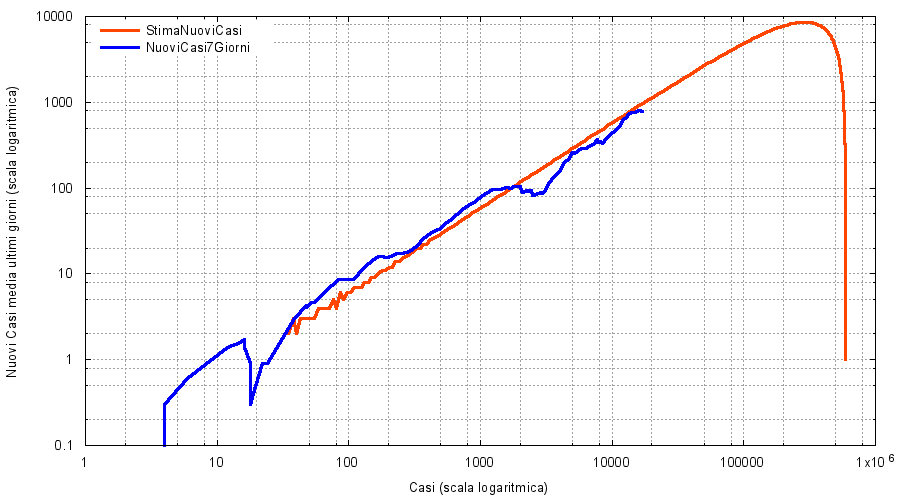 StimaNuoviCasi
NuoviCasi7Giorni
Nuovi Casi media ultimi giorni (scala logaritmica)
10000
1000
100
10
1
0.1
1 10 100 1000 10000 100000 1x10 6
Casi (scala logaritmica)